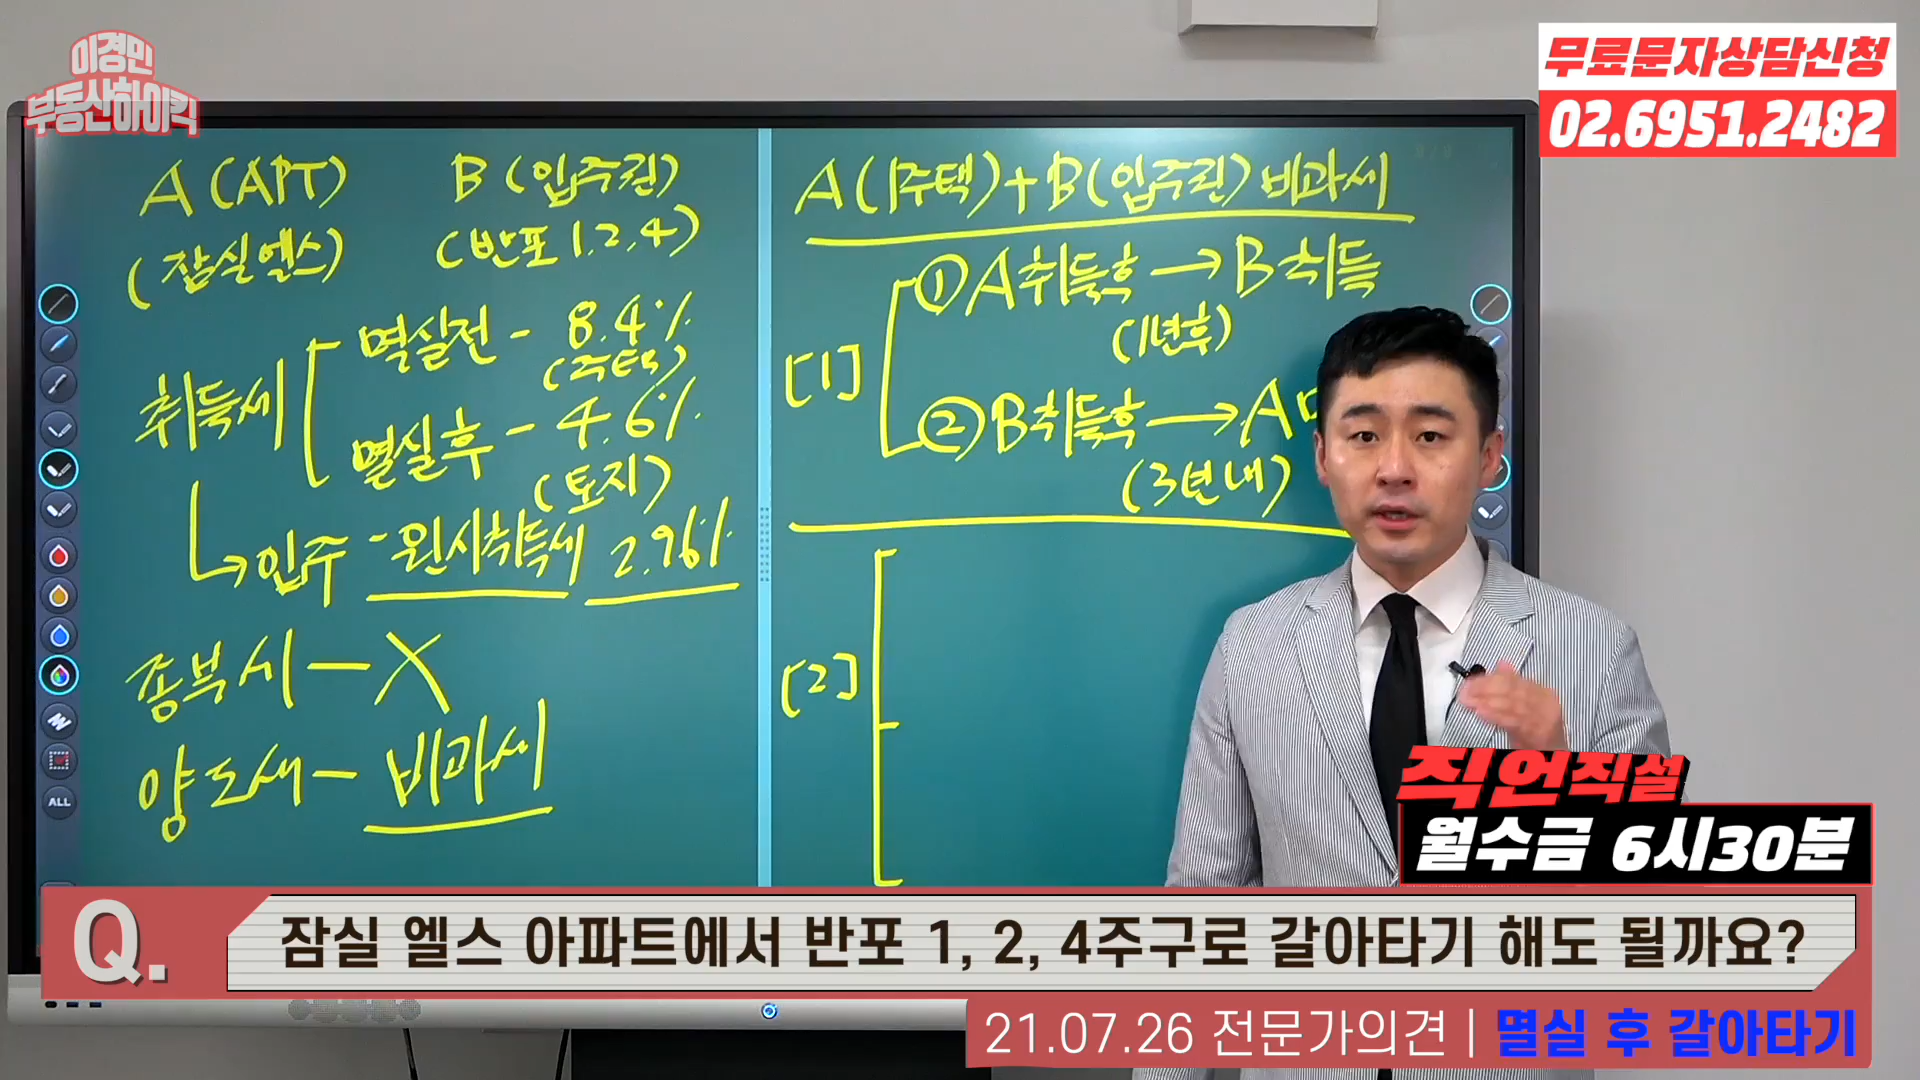 이경민
부동산하이킥
무료문자상담신청
02.6951.2482
A (APT) B (입주권)
(잠실엘스) (반포 1.2.4)
취득세
멸실전 - 8.4%
(주택)
멸실후 - 4.6%
(토지)
입주 - 원시취득세 2.96%
종부세 - X
양도세 - 비과세
A (1주택) + B (입주권) 비과세
[1]
① A 취득후 → B 취득
(1년후)
② B 취득후 → A
(3년내)
[2]
ALL
직언직설
월수금 6시30분
Q. 잠실 엘스 아파트에서 반포 1, 2, 4주구로 갈아타기 해도 될까요?
21.07.26 전문가의견 | 멸실 후 갈아타기